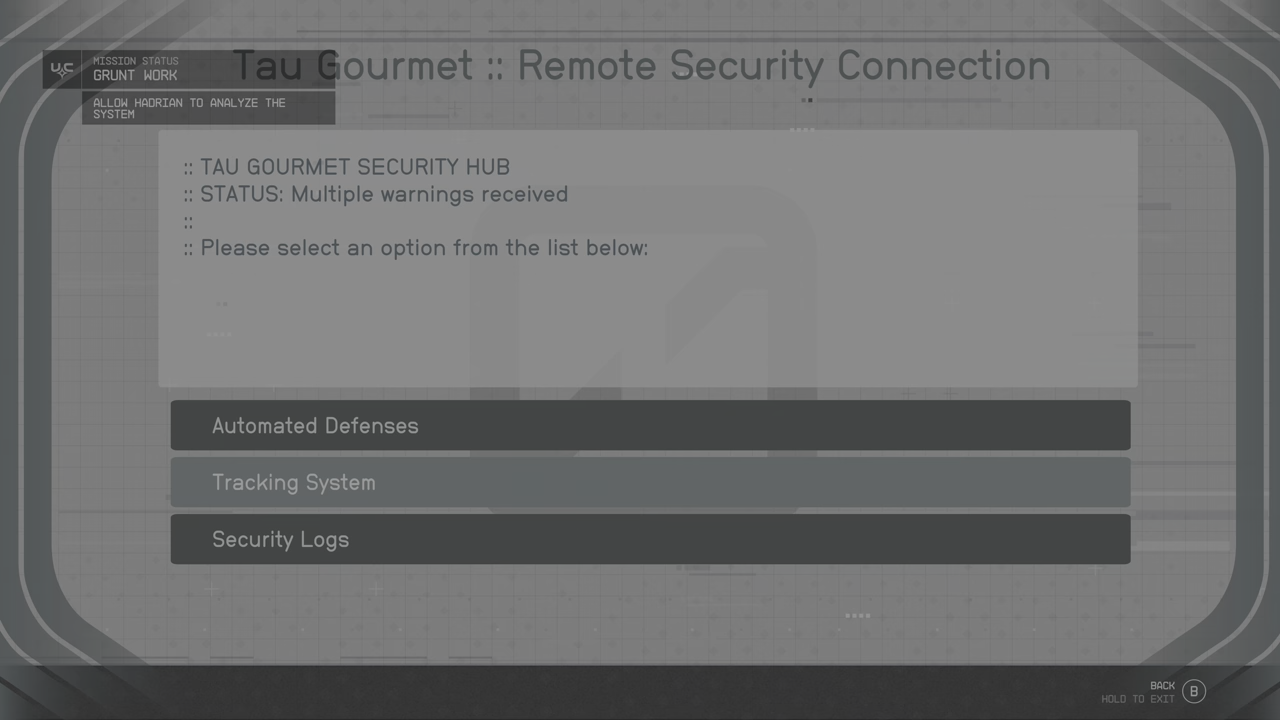 UC
MISSION STATUS
GRUNT WORK
ALLOW HADRIAN TO ANALYZE THE
SYSTEM
Tau Gourmet :: Remote Security Connection
:: TAU GOURMET SECURITY HUB
:: STATUS: Multiple warnings received
::
:: Please select an option from the list below:
Automated Defenses
Tracking System
Security Logs
BACK
HOLD TO EXIT
B